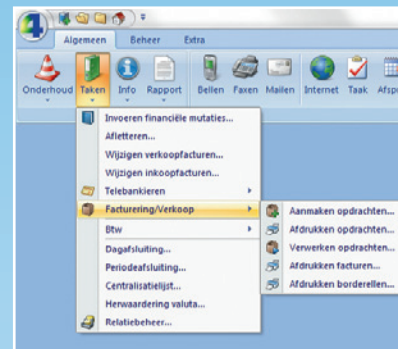 4
Algemeen Beheer Extra
Onderhoud Taken Info Rapport Bellen Faxen Mailen Internet Taak Afspr
Invoeren financiële mutaties...
Afletteren...
Wijzigen verkoopfacturen...
Wijzigen inkoopfacturen...
Telebankieren
Facturering/Verkoop
Aanmaken opdrachten...
Btw
Afdrukken opdrachten...
Dagafsluiting...
Verwerken opdrachten...
Periodeafsluiting...
Afdrukken facturen...
Centralisatielijst...
Afdrukken borderellen...
Herwaardering valuta...
Relatiebeheer...